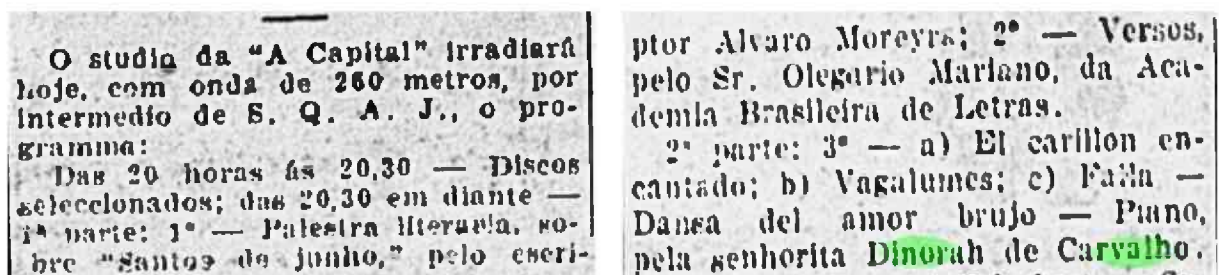 O studio da "A Capital" irradiará
hoje, com onda de 260 metros, por
intermedio de S. Q. A. J., o pro-
gramma:
Das 20 horas ás 20,30 — Discos
seleccionados; das 20,30 em diante —
1ª parte: 1º — Palestra literaria, so-
bre "Santos de junho," pelo escri-
ptor Alvaro Moreyra; 2º — Versos,
pelo Sr. Olegario Mariano, da Aca-
demia Brasileira de Letras.
2ª parte: 3º — a) El carillon en-
cantado; b) Vagalumes; c) Falla —
Dansa del amor brujo — Piano,
pela senhorita Dinorah de Carvalho.